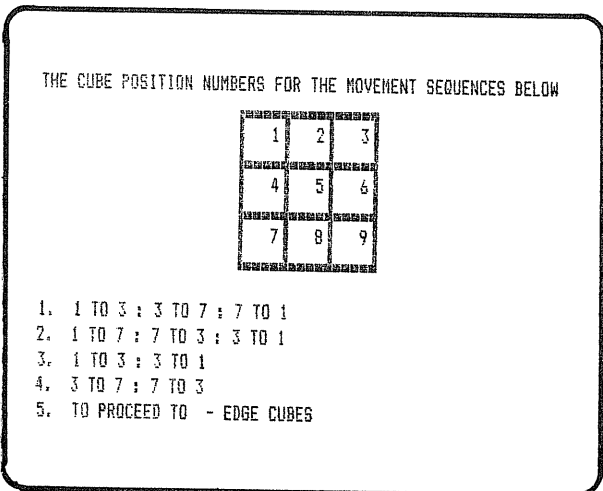 THE CUBE POSITION NUMBERS FOR THE MOVEMENT SEQUENCES BELOW
1 2 3
4 5 6
7 8 9
1. 1 TO 3 : 3 TO 7 : 7 TO 1
2. 1 TO 7 : 7 TO 3 : 3 TO 1
3. 1 TO 3 : 3 TO 1
4. 3 TO 7 : 7 TO 3
5. TO PROCEED TO - EDGE CUBES